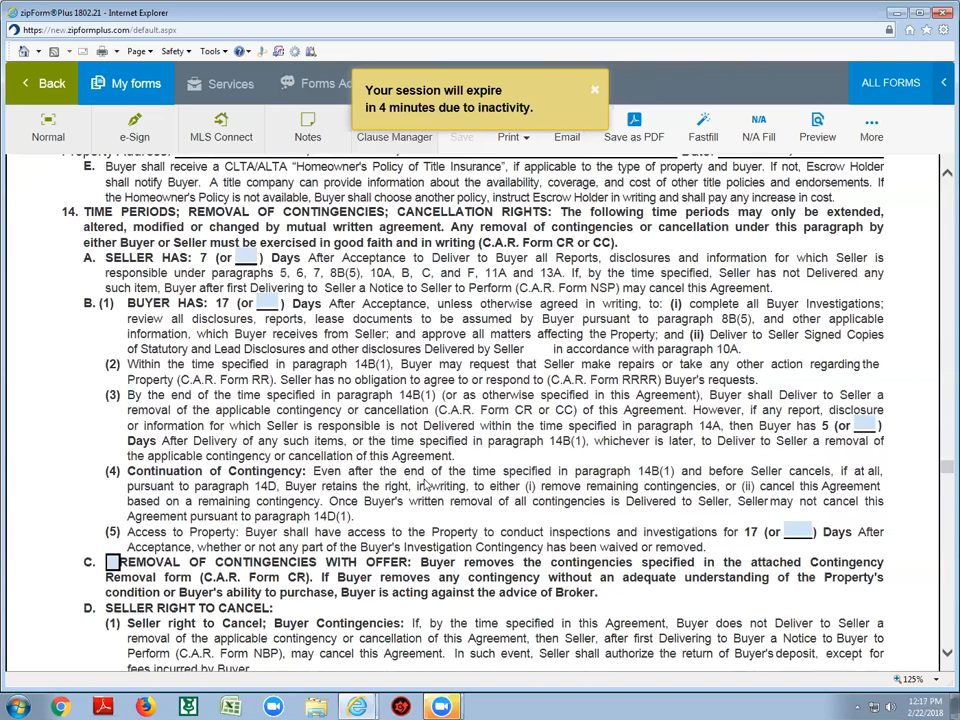 zipForm®Plus 1802.21 - Internet Explorer
https://new.zipformplus.com/default.aspx
Page Safety Tools
Back My forms Services Forms Ad ALL FORMS
Your session will expire
in 4 minutes due to inactivity.
Normal e-Sign MLS Connect Notes Clause Manager Save Print Email Save as PDF N/A Fastfill N/A Fill Preview More
Property Address: Date:
E. Buyer shall receive a CLTA/ALTA “Homeowner's Policy of Title Insurance”, if applicable to the type of property and buyer. If not, Escrow Holder
shall notify Buyer. A title company can provide information about the availability, coverage, and cost of other title policies and endorsements. If
the Homeowner's Policy is not available, Buyer shall choose another policy, instruct Escrow Holder in writing and shall pay any increase in cost.
14. TIME PERIODS; REMOVAL OF CONTINGENCIES; CANCELLATION RIGHTS: The following time periods may only be extended,
altered, modified or changed by mutual written agreement. Any removal of contingencies or cancellation under this paragraph by
either Buyer or Seller must be exercised in good faith and in writing (C.A.R. Form CR or CC).
A. SELLER HAS: 7 (or ) Days After Acceptance to Deliver to Buyer all Reports, disclosures and information for which Seller is
responsible under paragraphs 5, 6, 7, 8B(5), 10A, B, C, and F, 11A and 13A. If, by the time specified, Seller has not Delivered any
such item, Buyer after first Delivering to Seller a Notice to Seller to Perform (C.A.R. Form NSP) may cancel this Agreement.
B. (1) BUYER HAS: 17 (or ) Days After Acceptance, unless otherwise agreed in writing, to: (i) complete all Buyer Investigations;
review all disclosures, reports, lease documents to be assumed by Buyer pursuant to paragraph 8B(5), and other applicable
information, which Buyer receives from Seller; and approve all matters affecting the Property; and (ii) Deliver to Seller Signed Copies
of Statutory and Lead Disclosures and other disclosures Delivered by Seller in accordance with paragraph 10A.
(2) Within the time specified in paragraph 14B(1), Buyer may request that Seller make repairs or take any other action regarding the
Property (C.A.R. Form RR). Seller has no obligation to agree to or respond to (C.A.R. Form RRRR) Buyer's requests.
(3) By the end of the time specified in paragraph 14B(1) (or as otherwise specified in this Agreement), Buyer shall Deliver to Seller a
removal of the applicable contingency or cancellation (C.A.R. Form CR or CC) of this Agreement. However, if any report, disclosure
or information for which Seller is responsible is not Delivered within the time specified in paragraph 14A, then Buyer has 5 (or )
Days After Delivery of any such items, or the time specified in paragraph 14B(1), whichever is later, to Deliver to Seller a removal of
the applicable contingency or cancellation of this Agreement.
(4) Continuation of Contingency: Even after the end of the time specified in paragraph 14B(1) and before Seller cancels, if at all,
pursuant to paragraph 14D, Buyer retains the right, in writing, to either (i) remove remaining contingencies, or (ii) cancel this Agreement
based on a remaining contingency. Once Buyer's written removal of all contingencies is Delivered to Seller, Seller may not cancel this
Agreement pursuant to paragraph 14D(1).
(5) Access to Property: Buyer shall have access to the Property to conduct inspections and investigations for 17 (or ) Days After
Acceptance, whether or not any part of the Buyer's Investigation Contingency has been waived or removed.
C. REMOVAL OF CONTINGENCIES WITH OFFER: Buyer removes the contingencies specified in the attached Contingency
Removal form (C.A.R. Form CR). If Buyer removes any contingency without an adequate understanding of the Property's
condition or Buyer's ability to purchase, Buyer is acting against the advice of Broker.
D. SELLER RIGHT TO CANCEL:
(1) Seller right to Cancel; Buyer Contingencies: If, by the time specified in this Agreement, Buyer does not Deliver to Seller a
removal of the applicable contingency or cancellation of this Agreement, then Seller, after first Delivering to Buyer a Notice to Buyer to
Perform (C.A.R. Form NBP), may cancel this Agreement. In such event, Seller shall authorize the return of Buyer's deposit, except for
fees incurred by Buyer.
125%
12:17 PM
2/22/2018